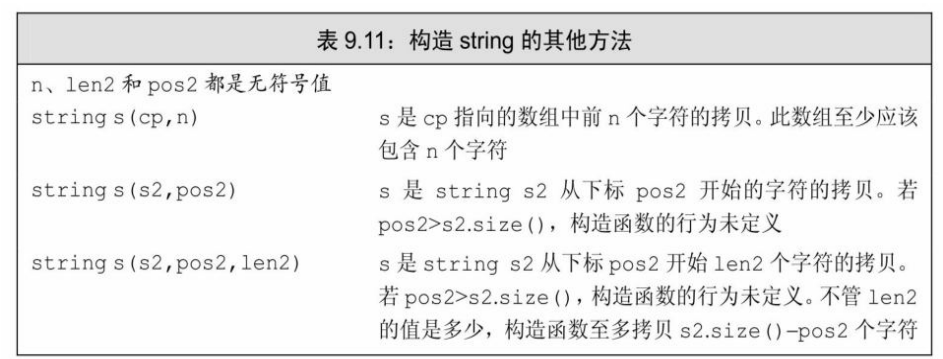 表 9.11：构造 string 的其他方法
n、len2 和 pos2 都是无符号值
string s(cp,n)
s 是 cp 指向的数组中前 n 个字符的拷贝。此数组至少应该
包含 n 个字符
string s(s2,pos2)
s 是 string s2 从下标 pos2 开始的字符的拷贝。若
pos2>s2.size()，构造函数的行为未定义
string s(s2,pos2,len2)
s 是 string s2 从下标 pos2 开始 len2 个字符的拷贝。
若 pos2>s2.size()，构造函数的行为未定义。不管 len2
的值是多少，构造函数至多拷贝 s2.size()-pos2 个字符